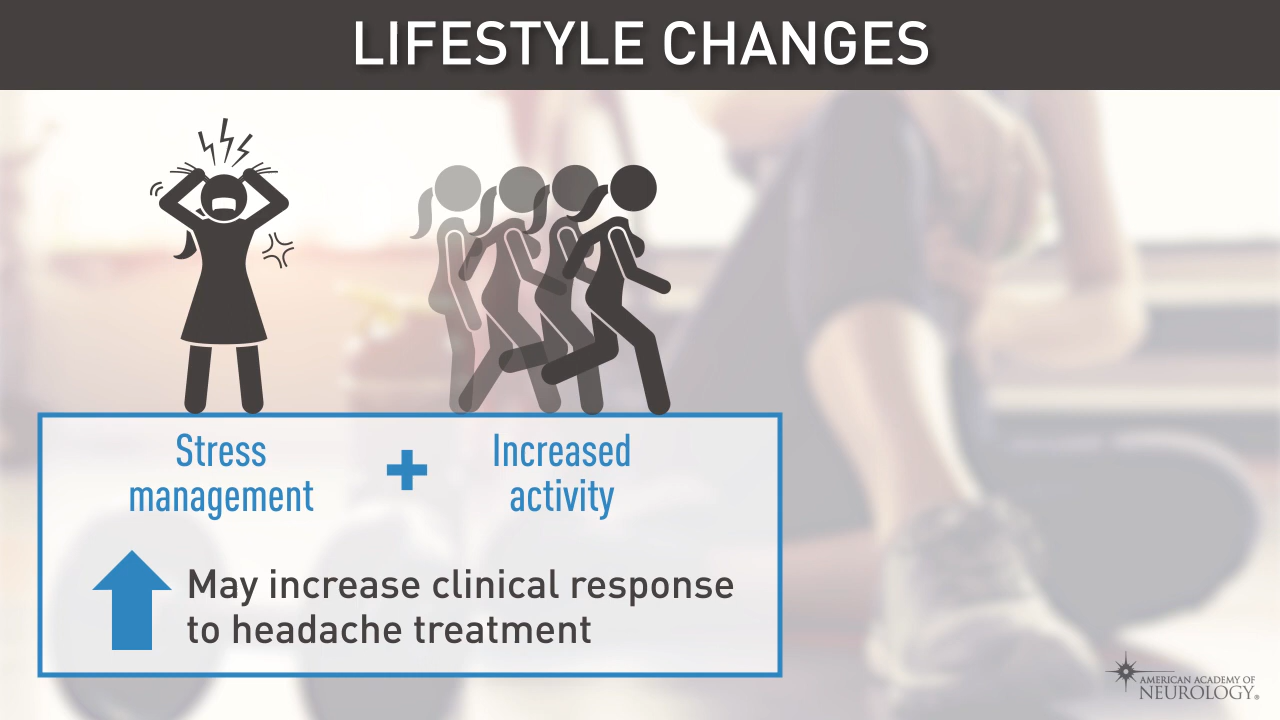 LIFESTYLE CHANGES
Stress
management
Increased
activity
May increase clinical response
to headache treatment
AMERICAN ACADEMY OF
NEUROLOGY®